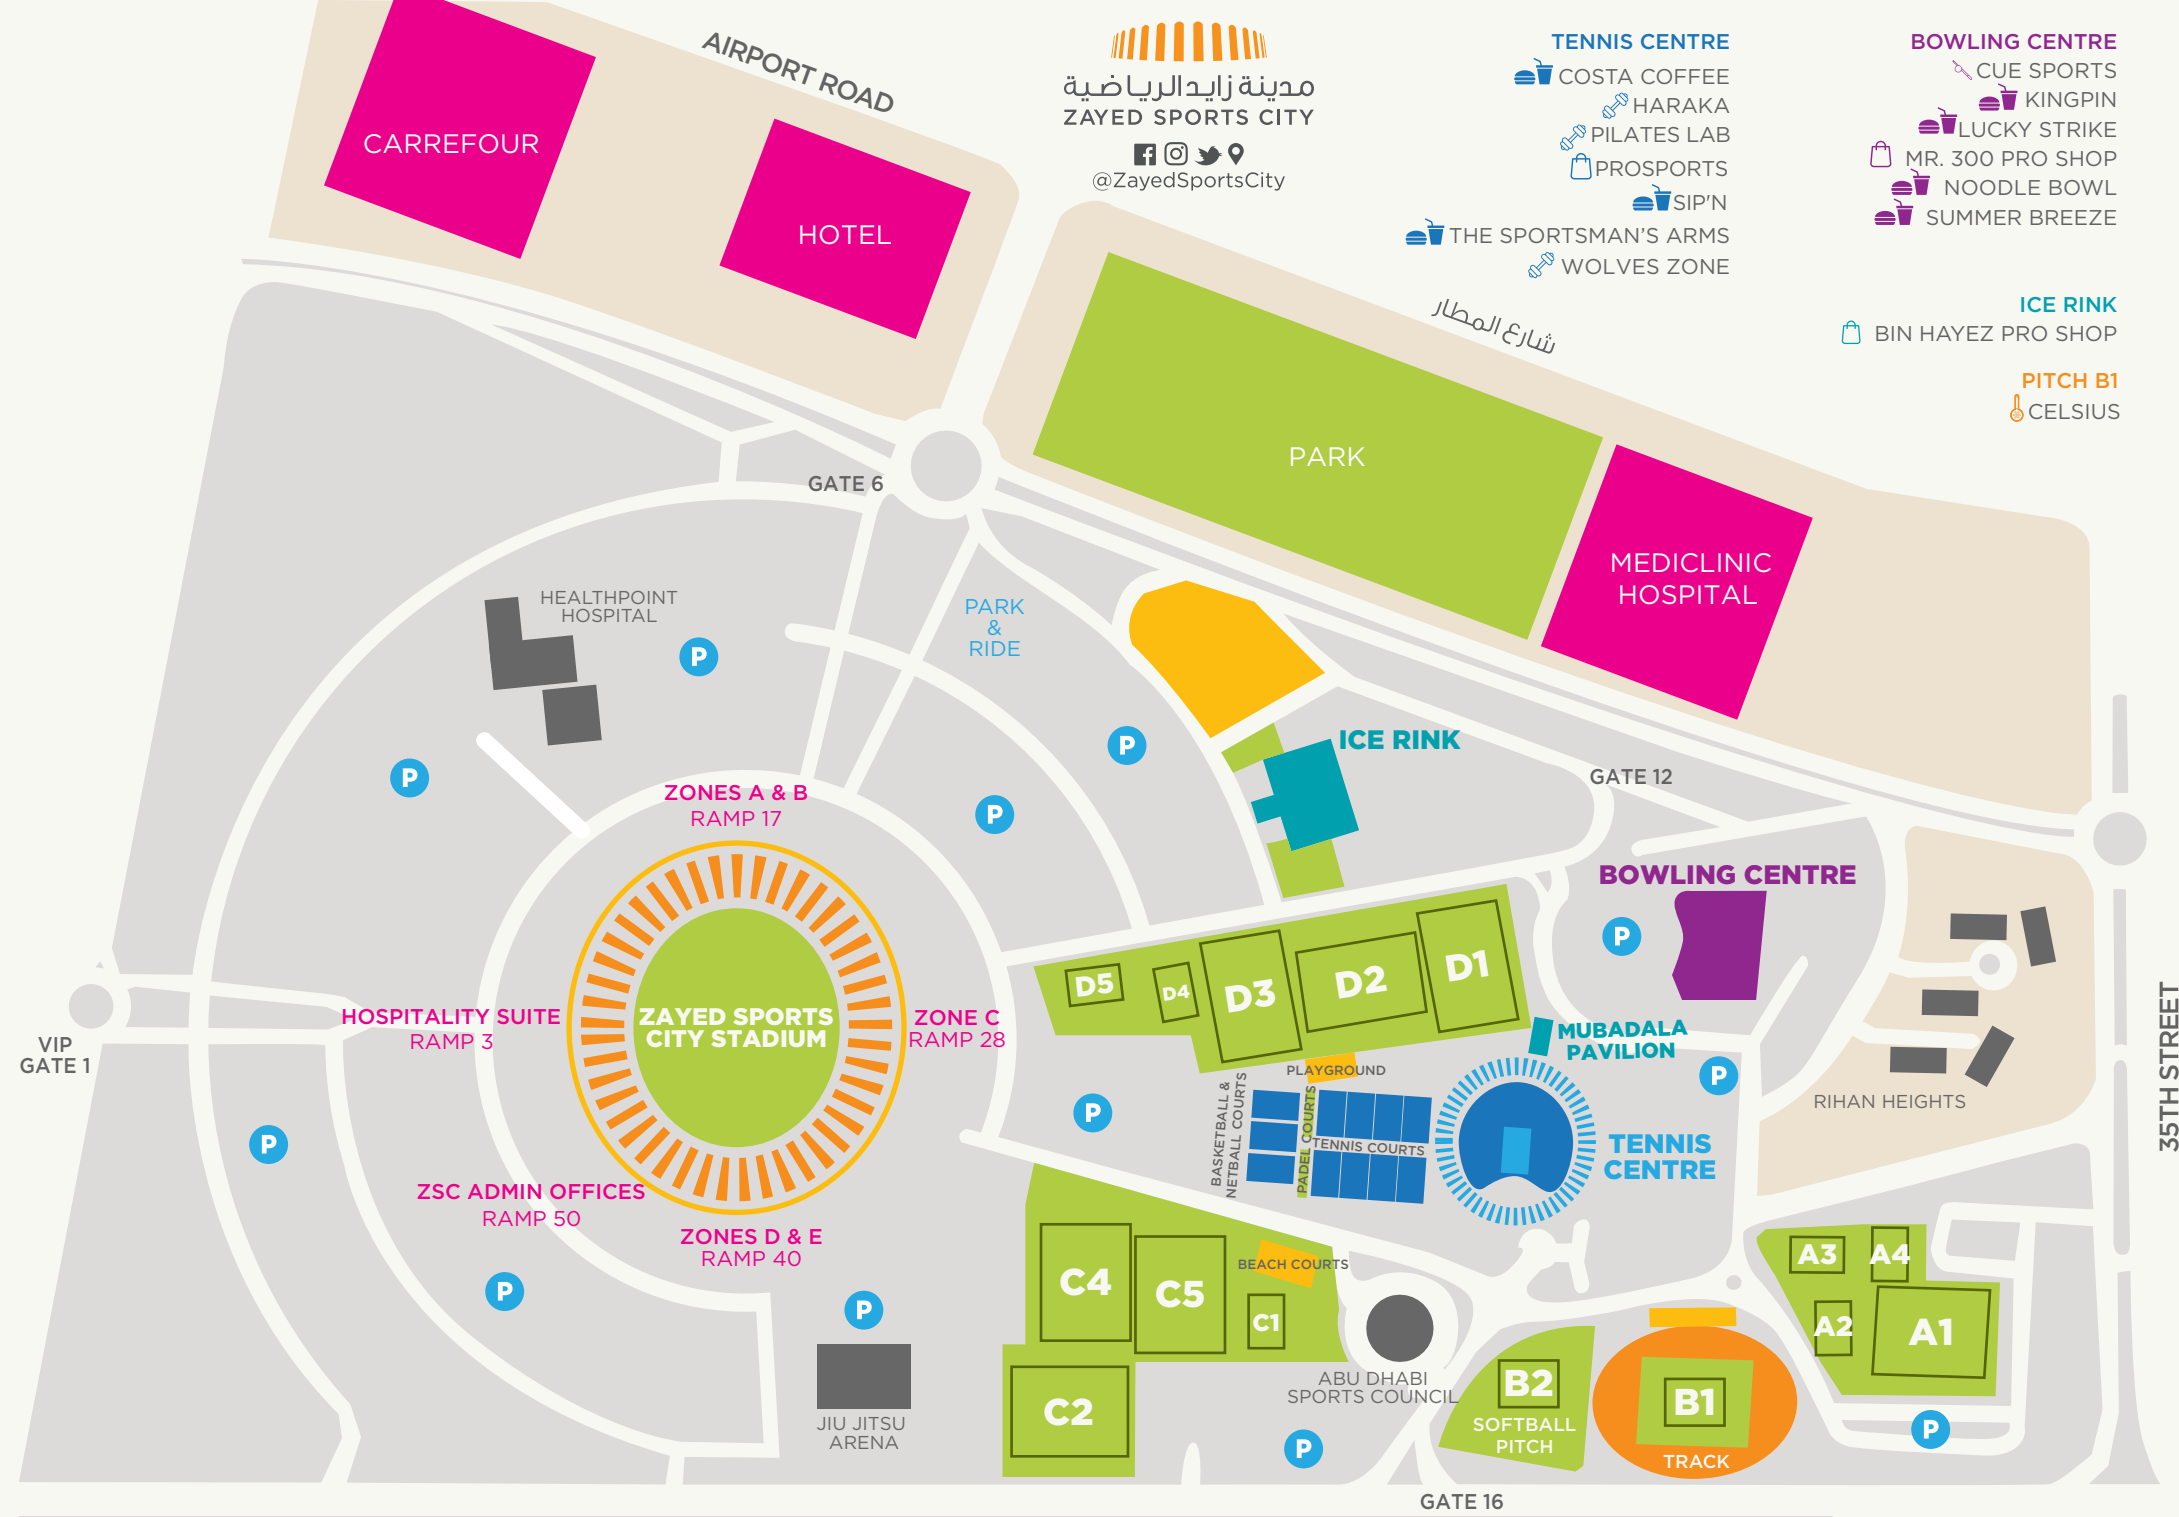 AIRPORT ROAD
CARREFOUR
HOTEL
مدينة زايد الرياضية
ZAYED SPORTS CITY
@ZayedSportsCity
TENNIS CENTRE
COSTA COFFEE
HARAKA
PILATES LAB
PROSPORTS
SIP'N
THE SPORTSMAN'S ARMS
WOLVES ZONE
BOWLING CENTRE
CUE SPORTS
KINGPIN
LUCKY STRIKE
MR. 300 PRO SHOP
NOODLE BOWL
SUMMER BREEZE
ICE RINK
BIN HAYEZ PRO SHOP
PITCH B1
CELSIUS
شارع المطار
PARK
MEDICLINIC
HOSPITAL
GATE 6
HEALTHPOINT
HOSPITAL
P
PARK
&
RIDE
P
P
P
ICE RINK
GATE 12
ZONES A & B
RAMP 17
BOWLING CENTRE
P
HOSPITALITY SUITE
RAMP 3
ZAYED SPORTS
CITY STADIUM
ZONE C
RAMP 28
VIP
GATE 1
D5
D4
D3
D2
D1
MUBADALA
PAVILION
P
PLAYGROUND
BASKETBALL &
NETBALL COURTS
PADEL COURTS
TENNIS COURTS
TENNIS
CENTRE
RIHAN HEIGHTS
35TH STREET
P
P
ZSC ADMIN OFFICES
RAMP 50
ZONES D & E
RAMP 40
P
P
JIU JITSU
ARENA
C4
C5
BEACH COURTS
C1
C2
ABU DHABI
SPORTS COUNCIL
P
B2
SOFTBALL
PITCH
B1
TRACK
A3
A4
A2
A1
P
GATE 16